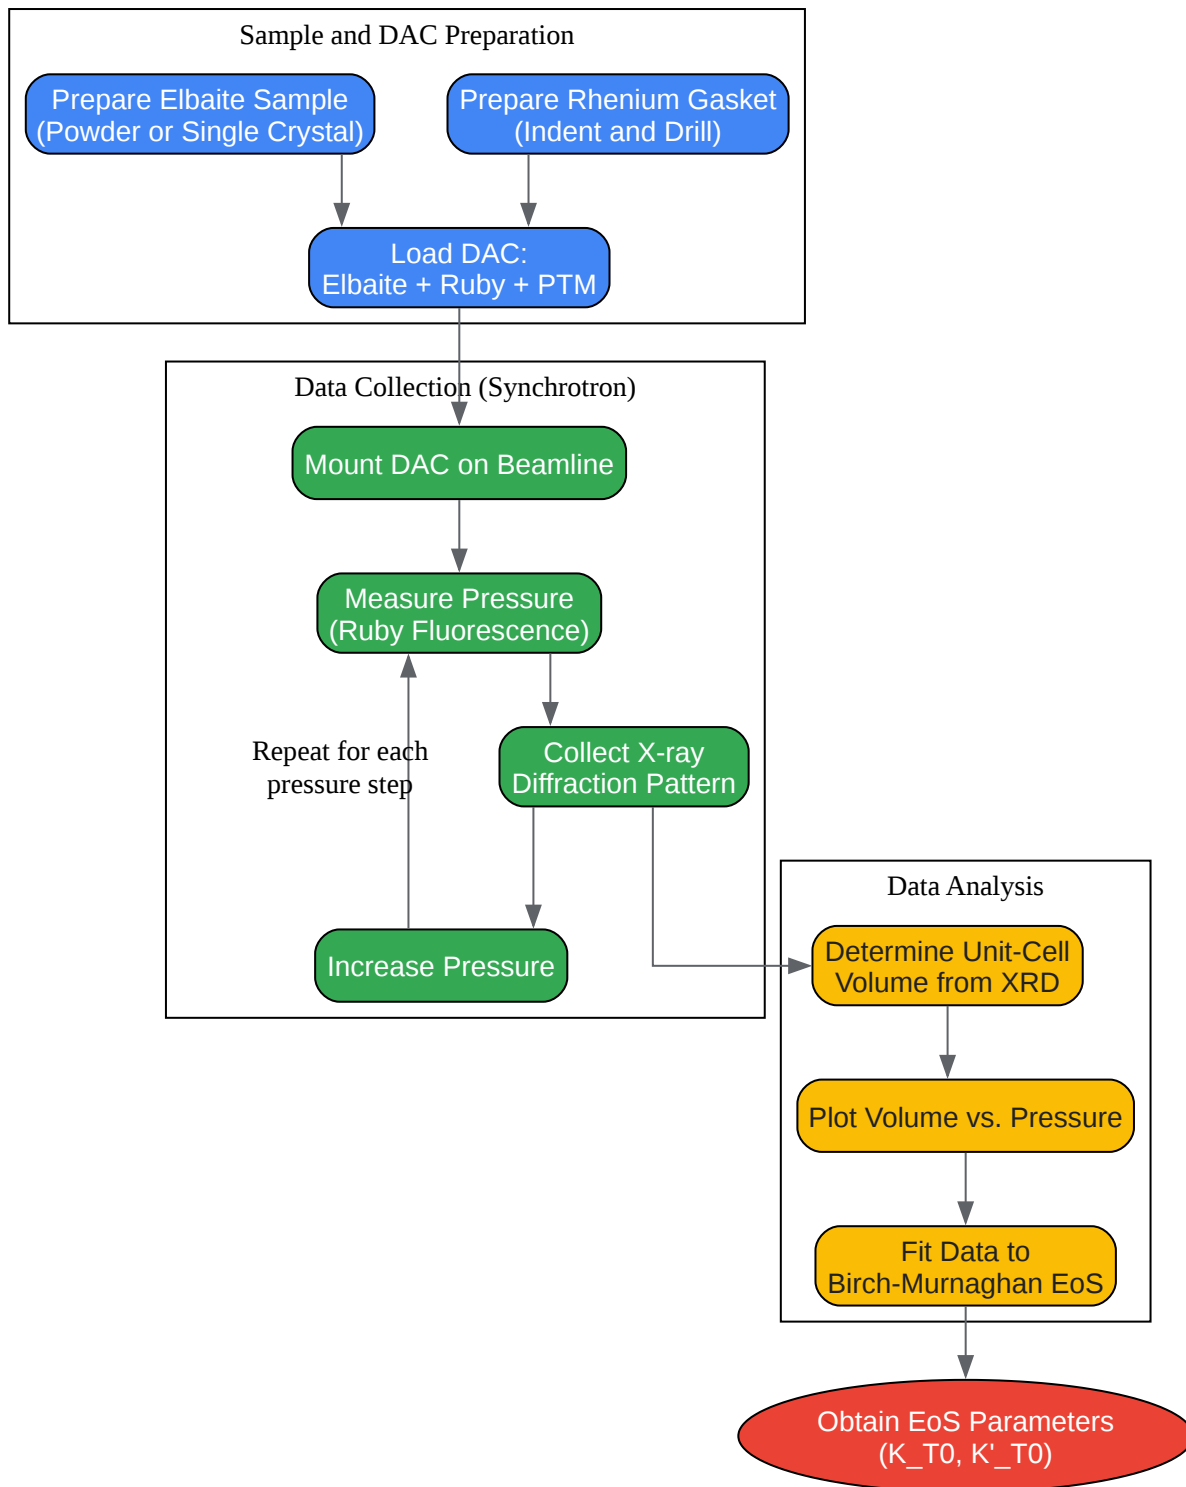 Sample and DAC Preparation
Prepare Elbaite Sample
(Powder or Single Crystal)
Prepare Rhenium Gasket
(Indent and Drill)
Load DAC:
Elbaite + Ruby + PTM
Data Collection (Synchrotron)
Mount DAC on Beamline
Measure Pressure
(Ruby Fluorescence)
Repeat for each
pressure step
Collect X-ray
Diffraction Pattern
Increase Pressure
Data Analysis
Determine Unit-Cell
Volume from XRD
Plot Volume vs. Pressure
Fit Data to
Birch-Murnaghan EoS
Obtain EoS Parameters
(K_T0, K'_T0)